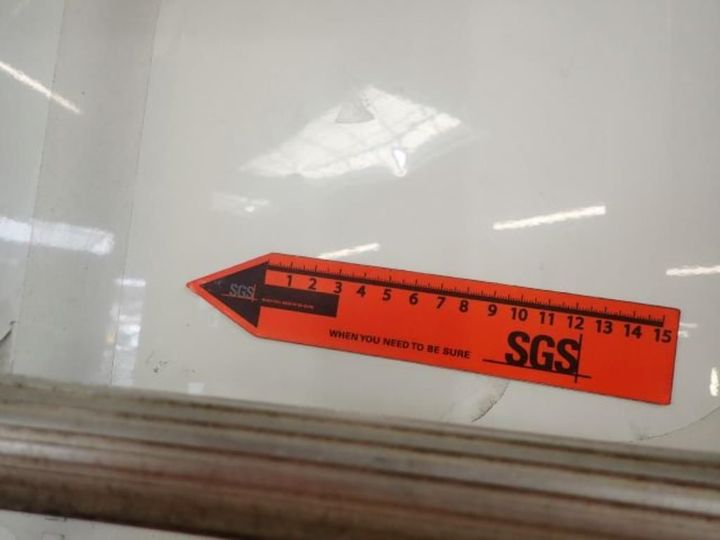 1 2 3 4 5 6 7 8 9 10 11 12 13 14 15
SGS
WHEN YOU NEED TO BE SURE
SGS